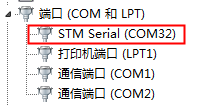 端口 (COM 和 LPT)
STM Serial (COM32)
打印机端口 (LPT1)
通信端口 (COM1)
通信端口 (COM2)